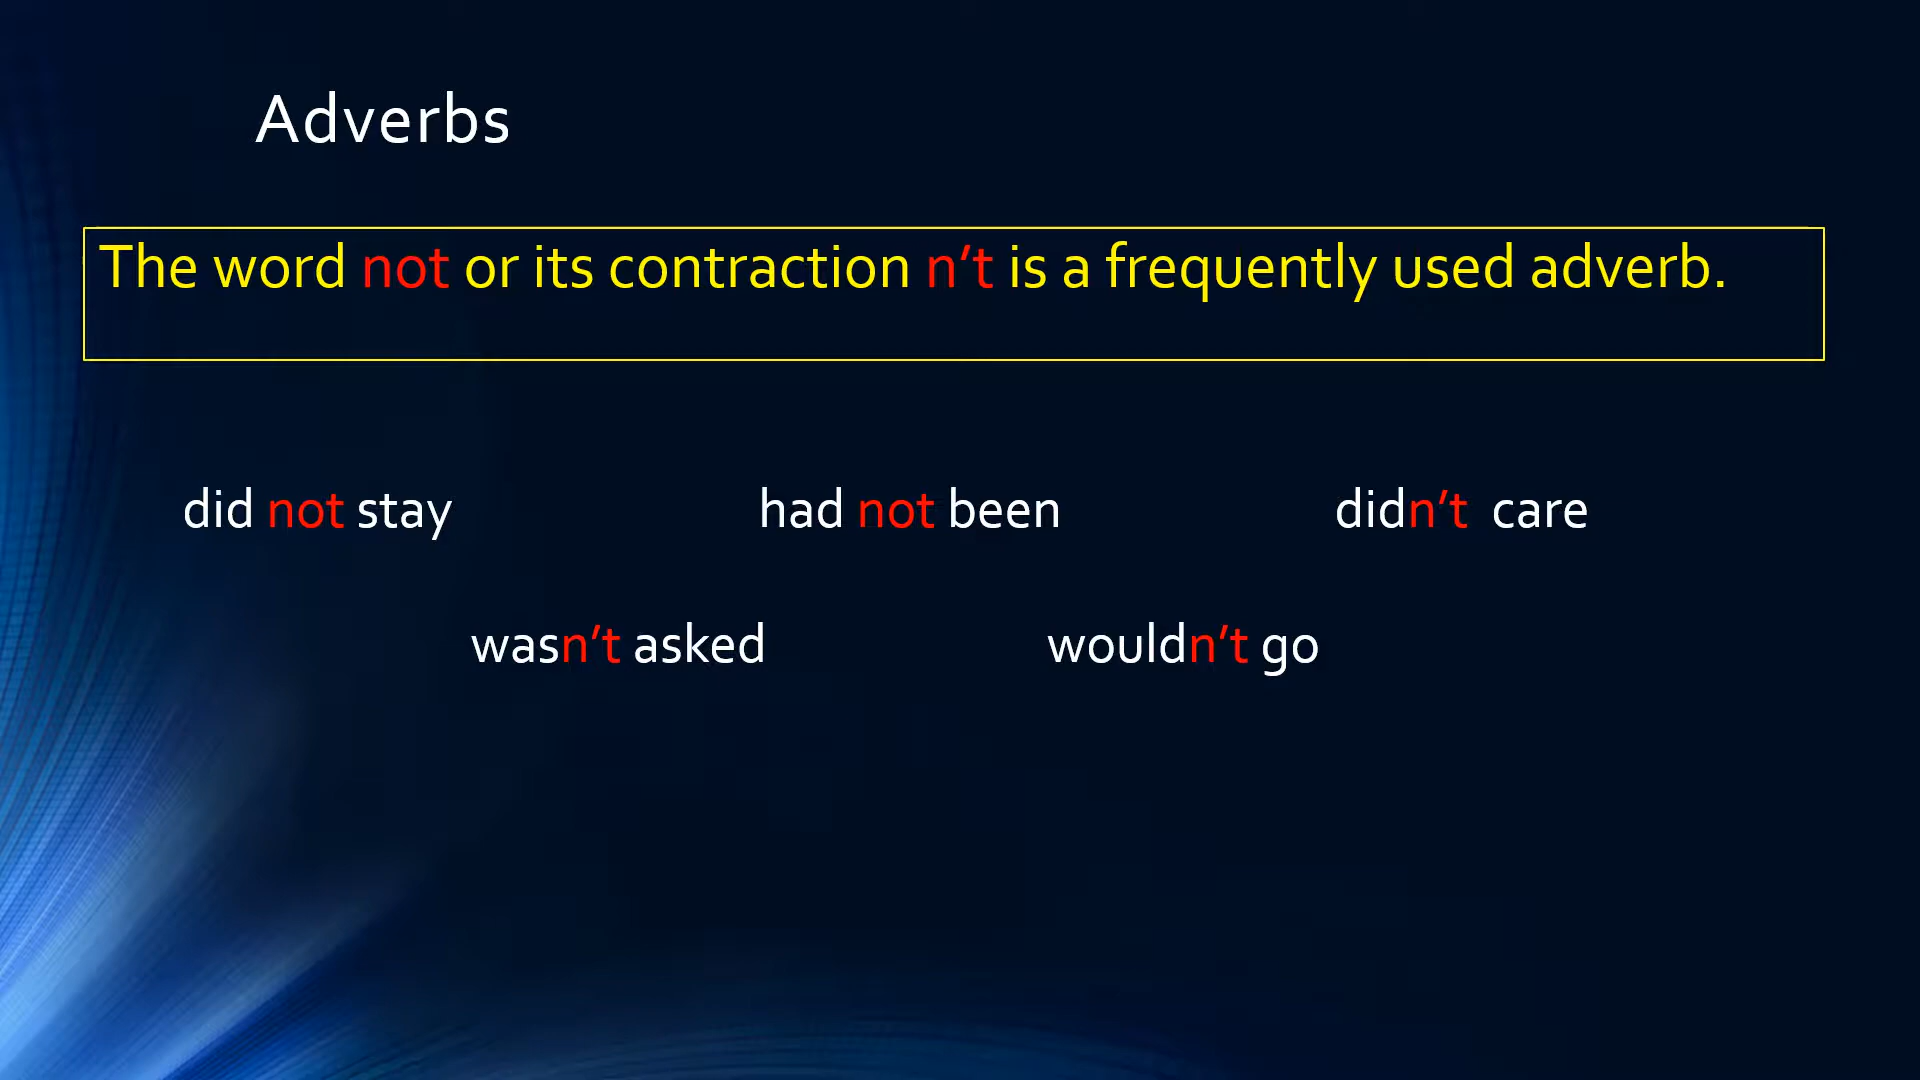 Adverbs
The word not or its contraction n’t is a frequently used adverb.
did not stay had not been didn’t care
wasn’t asked wouldn’t go